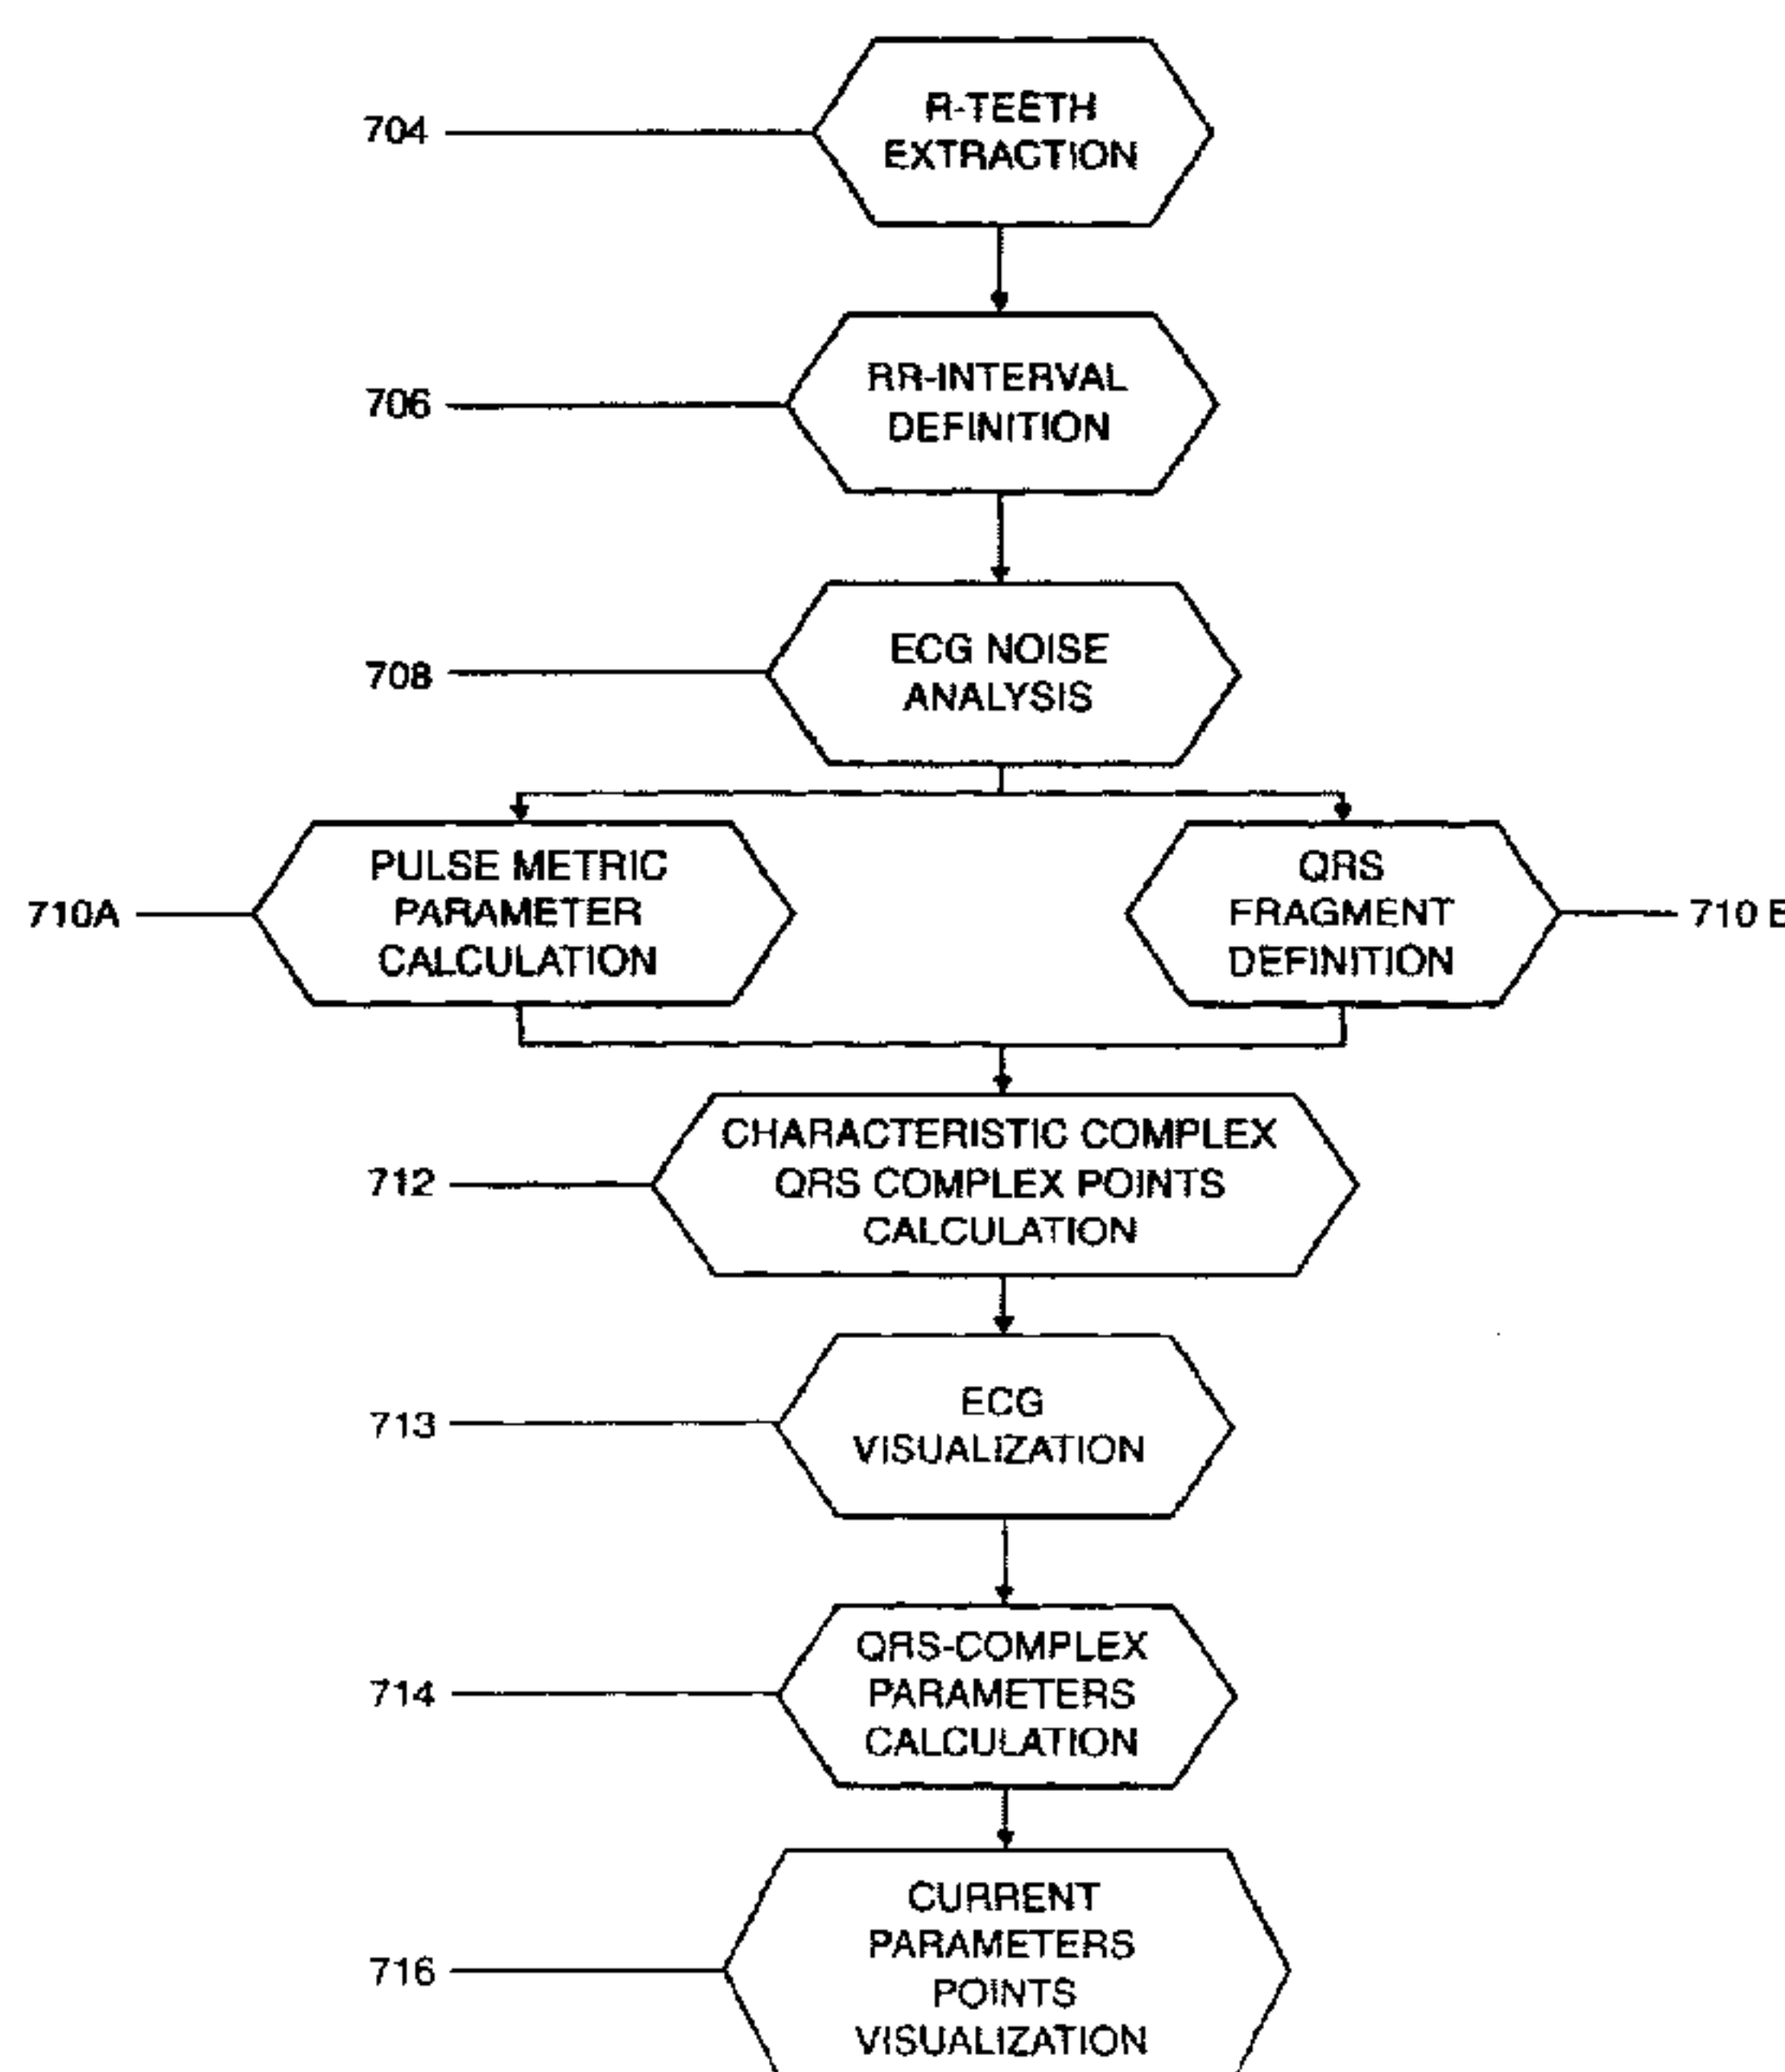 704
R-TEETH
EXTRACTION
706
RR-INTERVAL
DEFINITION
708
ECG NOISE
ANALYSIS
710A
PULSE METRIC
PARAMETER
CALCULATION
QRS
FRAGMENT
DEFINITION
710 B
712
CHARACTERISTIC COMPLEX
QRS COMPLEX POINTS
CALCULATION
713
ECG
VISUALIZATION
714
QRS-COMPLEX
PARAMETERS
CALCULATION
716
CURRENT
PARAMETERS
POINTS
VISUALIZATION